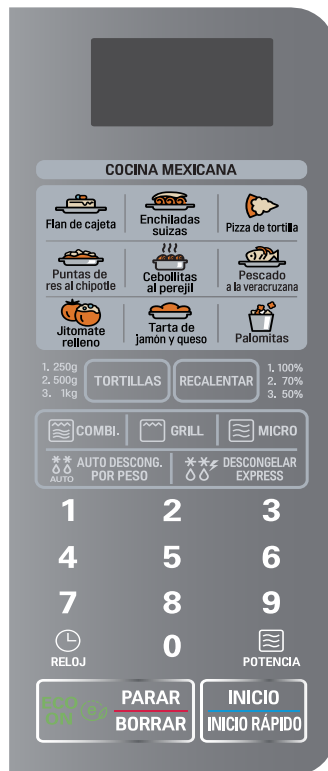 COCINA MEXICANA
Flan de cajeta
Enchiladas
suizas
Pizza de tortilla
Puntas de
res al chipotle
Cebollitas
al perejil
Pescado
a la veracruzana
Jitomate
relleno
Tarta de
jamón y queso
Palomitas
1. 250g
2. 500g
3. 1kg
TORTILLAS
RECALENTAR
1. 100%
2. 70%
3. 50%
COMBI.
GRILL
MICRO
AUTO
AUTO DESCONG.
POR PESO
DESCONGELAR
EXPRESS
1 2 3
4 5 6
7 8 9
RELOJ
0
POTENCIA
eco
ON
e
PARAR
BORRAR
INICIO
INICIO RÁPIDO